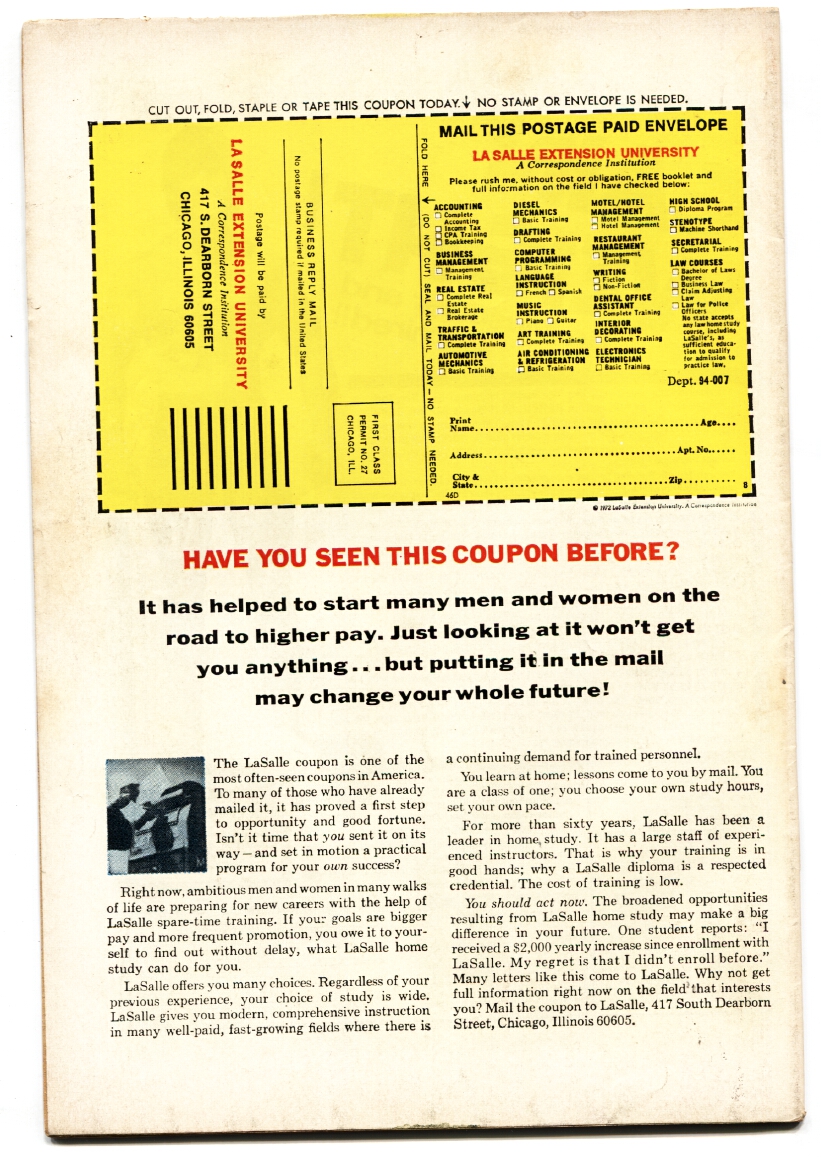 CUT OUT, FOLD, STAPLE OR TAPE THIS COUPON TODAY. ↓ NO STAMP OR ENVELOPE IS NEEDED.
LA SALLE EXTENSION UNIVERSITY
A Correspondence Institution
417 S. DEARBORN STREET
CHICAGO, ILLINOIS 60605
Postage will be paid by
BUSINESS REPLY MAIL
No postage stamp required if mailed in the United States
FIRST CLASS
PERMIT NO. 27
CHICAGO, ILL.
FOLD HERE ↓ (DO NOT CUT) SEAL AND MAIL TODAY – NO STAMP NEEDED.
MAIL THIS POSTAGE PAID ENVELOPE
LA SALLE EXTENSION UNIVERSITY
A Correspondence Institution
Please rush me, without cost or obligation, FREE booklet and
full information on the field I have checked below:
ACCOUNTING
☐ Complete
Accounting
☐ Income Tax
☐ CPA Training
☐ Bookkeeping
BUSINESS
MANAGEMENT
☐ Management
Training
REAL ESTATE
☐ Complete Real
Estate
☐ Real Estate
Brokerage
TRAFFIC &
TRANSPORTATION
☐ Complete Training
AUTOMOTIVE
MECHANICS
☐ Basic Training
DIESEL
MECHANICS
☐ Basic Training
DRAFTING
☐ Complete Training
COMPUTER
PROGRAMMING
☐ Basic Training
LANGUAGE
INSTRUCTION
☐ French ☐ Spanish
MUSIC
INSTRUCTION
☐ Piano ☐ Guitar
ART TRAINING
☐ Complete Training
AIR CONDITIONING
& REFRIGERATION
☐ Basic Training
MOTEL/HOTEL
MANAGEMENT
☐ Motel Management
☐ Hotel Management
RESTAURANT
MANAGEMENT
☐ Management
Training
WRITING
☐ Fiction
☐ Non-Fiction
DENTAL OFFICE
ASSISTANT
☐ Complete Training
INTERIOR
DECORATING
☐ Complete Training
ELECTRONICS
TECHNICIAN
☐ Basic Training
HIGH SCHOOL
☐ Diploma Program
STENOTYPE
☐ Machine Shorthand
SECRETARIAL
☐ Complete Training
LAW COURSES
☐ Bachelor of Laws
Degree
☐ Business Law
☐ Claim Adjusting
Law
☐ Law for Police
Officers
No state accepts
any law home study
course, including
LaSalle's, as
sufficient educa-
tion to qualify
for admission to
practice law.
Dept. 94-007
Print
Name.......... Age....
Address.......... Apt. No......
City &
State.......... Zip..........
46D
8
© 1972 LaSalle Extension University. A Correspondence Institution
HAVE YOU SEEN THIS COUPON BEFORE?
It has helped to start many men and women on the
road to higher pay. Just looking at it won't get
you anything...but putting it in the mail
may change your whole future!
The LaSalle coupon is one of the
most often-seen coupons in America.
To many of those who have already
mailed it, it has proved a first step
to opportunity and good fortune.
Isn't it time that you sent it on its
way – and set in motion a practical
program for your own success?
Right now, ambitious men and women in many walks
of life are preparing for new careers with the help of
LaSalle spare-time training. If your goals are bigger
pay and more frequent promotion, you owe it to your-
self to find out without delay, what LaSalle home
study can do for you.
LaSalle offers you many choices. Regardless of your
previous experience, your choice of study is wide.
LaSalle gives you modern, comprehensive instruction
in many well-paid, fast-growing fields where there is
a continuing demand for trained personnel.
You learn at home; lessons come to you by mail. You
are a class of one; you choose your own study hours,
set your own pace.
For more than sixty years, LaSalle has been a
leader in home study. It has a large staff of experi-
enced instructors. That is why your training is in
good hands; why a LaSalle diploma is a respected
credential. The cost of training is low.
You should act now. The broadened opportunities
resulting from LaSalle home study may make a big
difference in your future. One student reports: "I
received a $2,000 yearly increase since enrollment with
LaSalle. My regret is that I didn't enroll before."
Many letters like this come to LaSalle. Why not get
full information right now on the field that interests
you? Mail the coupon to LaSalle, 417 South Dearborn
Street, Chicago, Illinois 60605.